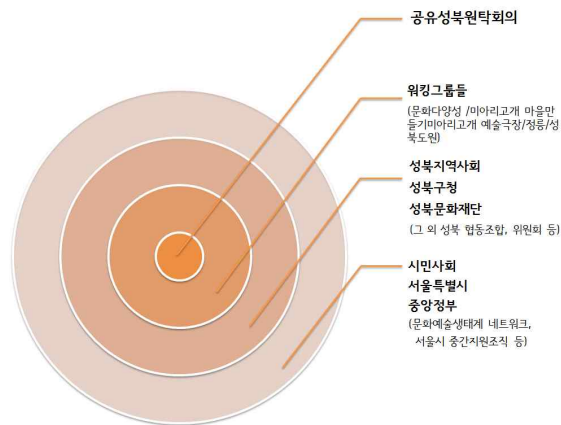 공유성북원탁회의
워킹그룹들
(문화다양성 /미아리고개 마을만
들기미아리고개 예술극장/정릉/성
북도원)
성북지역사회
성북구청
성북문화재단
(그 외 성북 협동조합, 위원회 등)
시민사회
서울특별시
중앙정부
(문화예술생태계 네트워크,
서울시 중간지원조직 등)